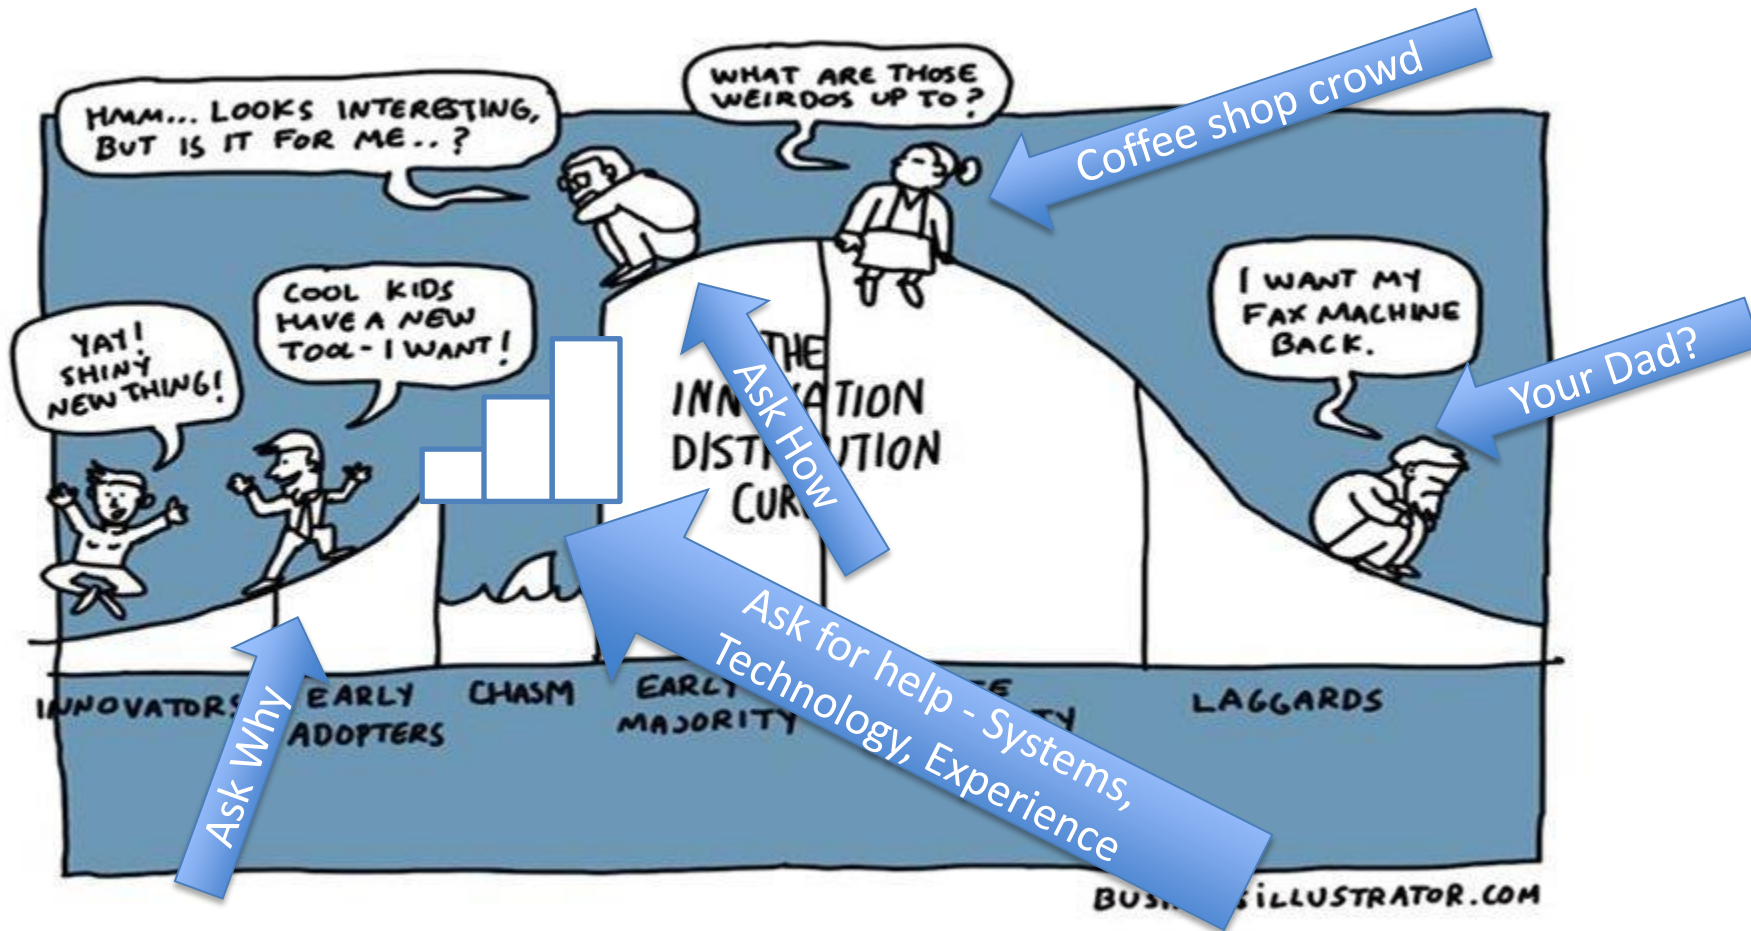 HMM... LOOKS INTERESTING,
BUT IS IT FOR ME..?
WHAT ARE THOSE
WEIRDOS UP TO?
Coffee shop crowd
COOL KIDS
HAVE A NEW
TOOL - I WANT!
I WANT MY
FAX MACHINE
BACK.
YAY!
SHINY
NEW THING!
Your Dad?
THE
DISTRIBUTION
Ask How
Ask for help - Systems,
Technology, Experience
INNOVATORS
EARLY
ADOPTERS
CHASM
EARLY
MAJORITY
LAGGARDS
Ask Why
ILLUSTRATOR.COM